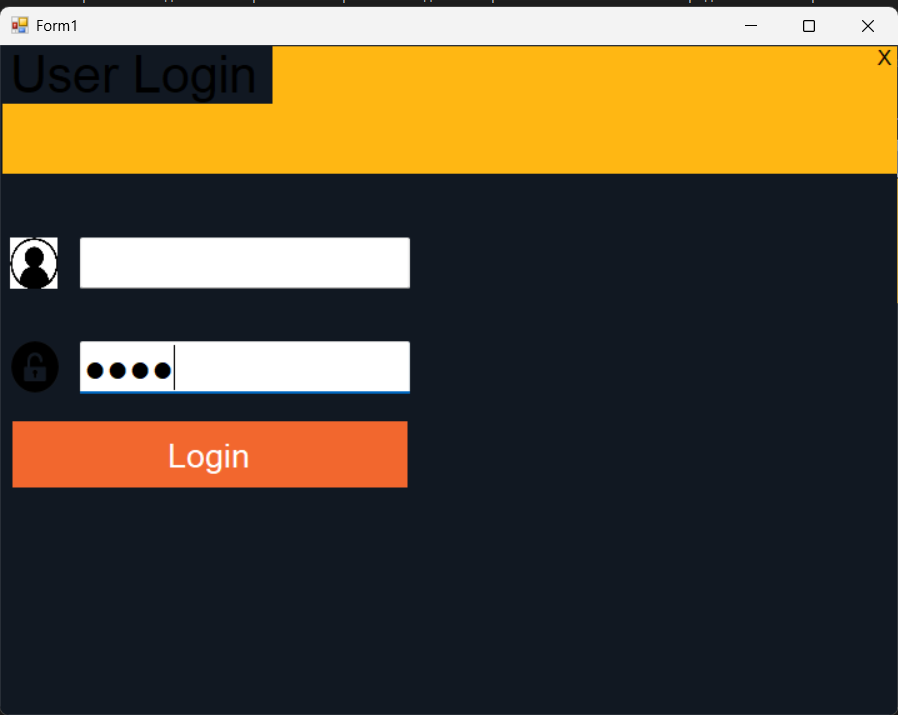 Form1
User Login
X
●●●●
Login